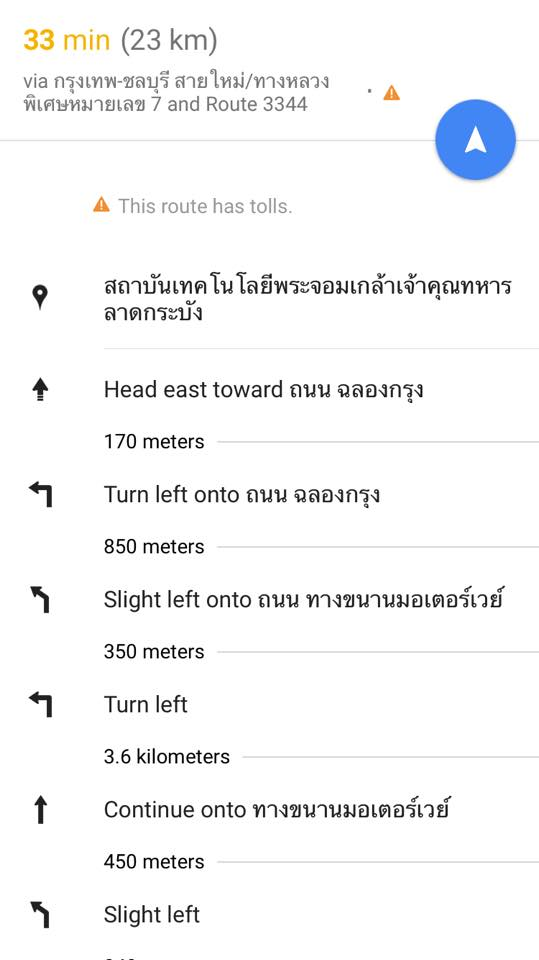 33 min (23 km)
via กรุงเทพ-ชลบุรี สายใหม่/ทางหลวง
พิเศษหมายเลข 7 and Route 3344
This route has tolls.
สถาบันเทคโนโลยีพระจอมเกล้าเจ้าคุณทหาร
ลาดกระบัง
Head east toward ถนน ฉลองกรุง
170 meters
Turn left onto ถนน ฉลองกรุง
850 meters
Slight left onto ถนน ทางขนานมอเตอร์เวย์
350 meters
Turn left
3.6 kilometers
Continue onto ทางขนานมอเตอร์เวย์
450 meters
Slight left